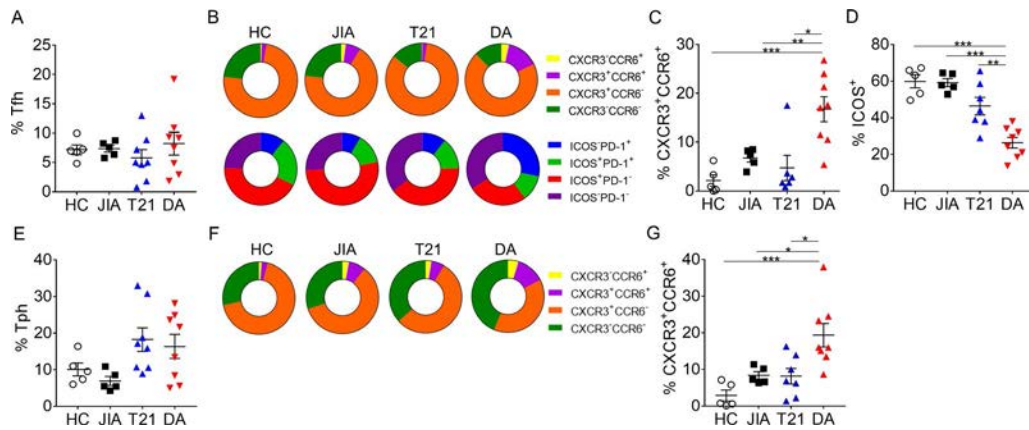 A
% Tfh
25
20
15
10
5
0
HC JIA T21 DA
B
HC JIA T21 DA
CXCR3⁻CCR6⁺
CXCR3⁺CCR6⁺
CXCR3⁺CCR6⁻
CXCR3⁻CCR6⁻
ICOS⁻PD-1⁺
ICOS⁺PD-1⁺
ICOS⁺PD-1⁻
ICOS⁻PD-1⁻
C
% CXCR3⁺CCR6⁺
30
20
10
0
*
**
***
HC JIA T21 DA
D
% ICOS⁺
80
60
40
20
0
***
***
**
HC JIA T21 DA
E
% Tph
40
30
20
10
0
HC JIA T21 DA
F
HC JIA T21 DA
CXCR3⁻CCR6⁺
CXCR3⁺CCR6⁺
CXCR3⁺CCR6⁻
CXCR3⁻CCR6⁻
G
% CXCR3⁺CCR6⁺
40
30
20
10
0
*
*
***
HC JIA T21 DA